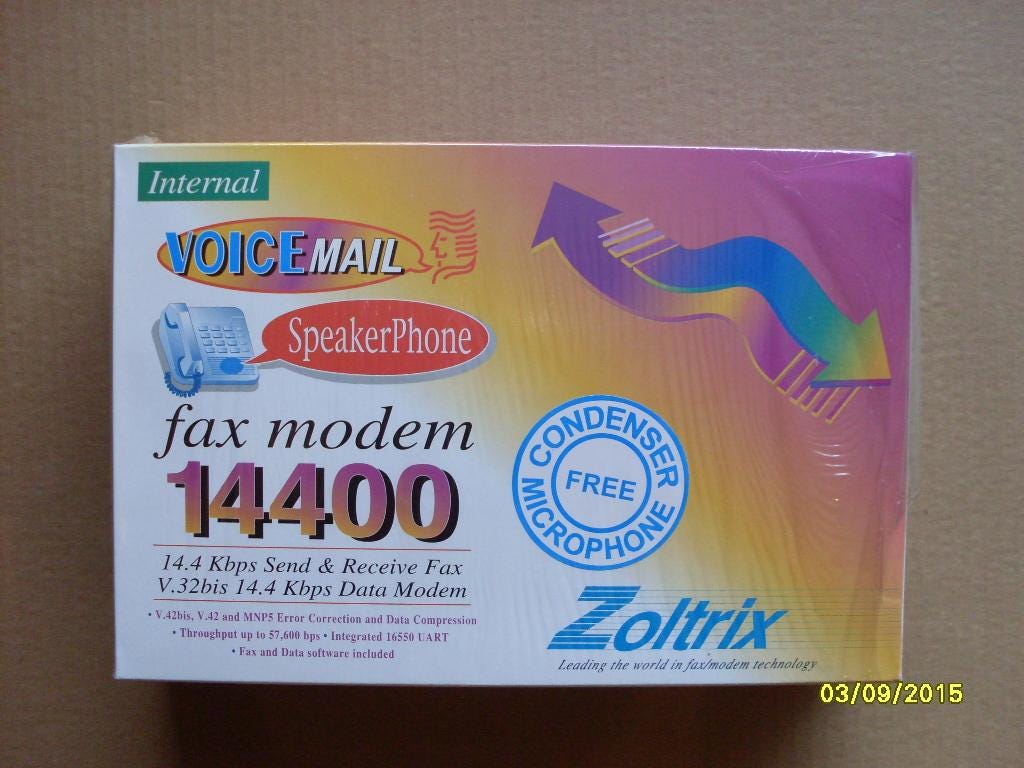 Internal
VOICE MAIL
SpeakerPhone
fax modem
14400
14.4 Kbps Send & Receive Fax
V.32bis 14.4 Kbps Data Modem
• V.42bis, V.42 and MNP5 Error Correction and Data Compression
• Throughput up to 57,600 bps • Integrated 16550 UART
• Fax and Data software included
CONDENSER
FREE
MICROPHONE
Zoltrix
Leading the world in fax/modem technology
03/09/2015